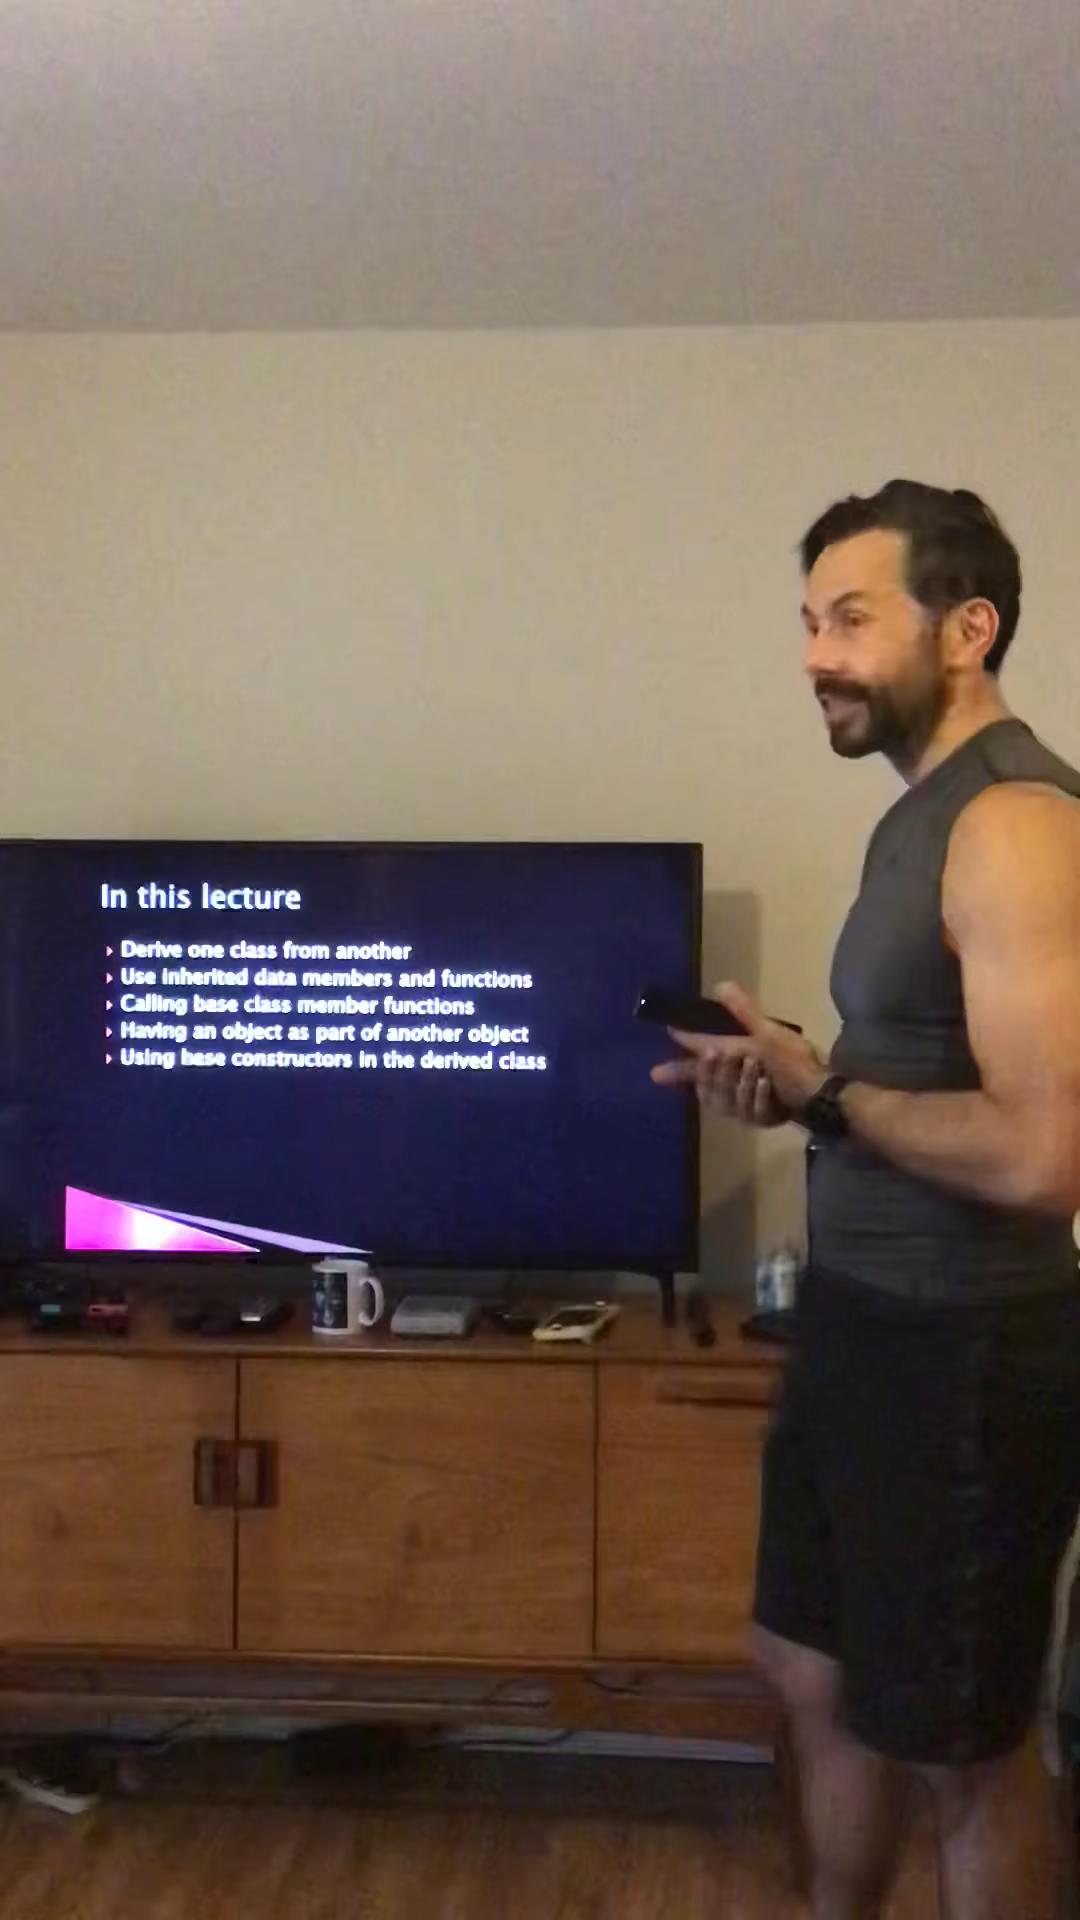 In this lecture
Derive one class from another
Use inherited data members and functions
Calling base class member functions
Having an object as part of another object
Using base constructors in the derived class